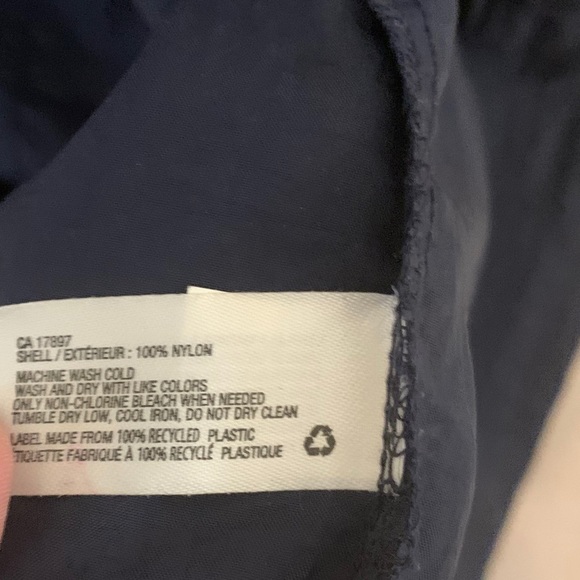 CA 17897
SHELL / EXTÉRIEUR : 100% NYLON
MACHINE WASH COLD
WASH AND DRY WITH LIKE COLORS
ONLY NON-CHLORINE BLEACH WHEN NEEDED
TUMBLE DRY LOW, COOL IRON, DO NOT DRY CLEAN
LABEL MADE FROM 100% RECYCLED PLASTIC
TIQUETTE FABRIQUÉ À 100% RECYCLÉ PLASTIQUE